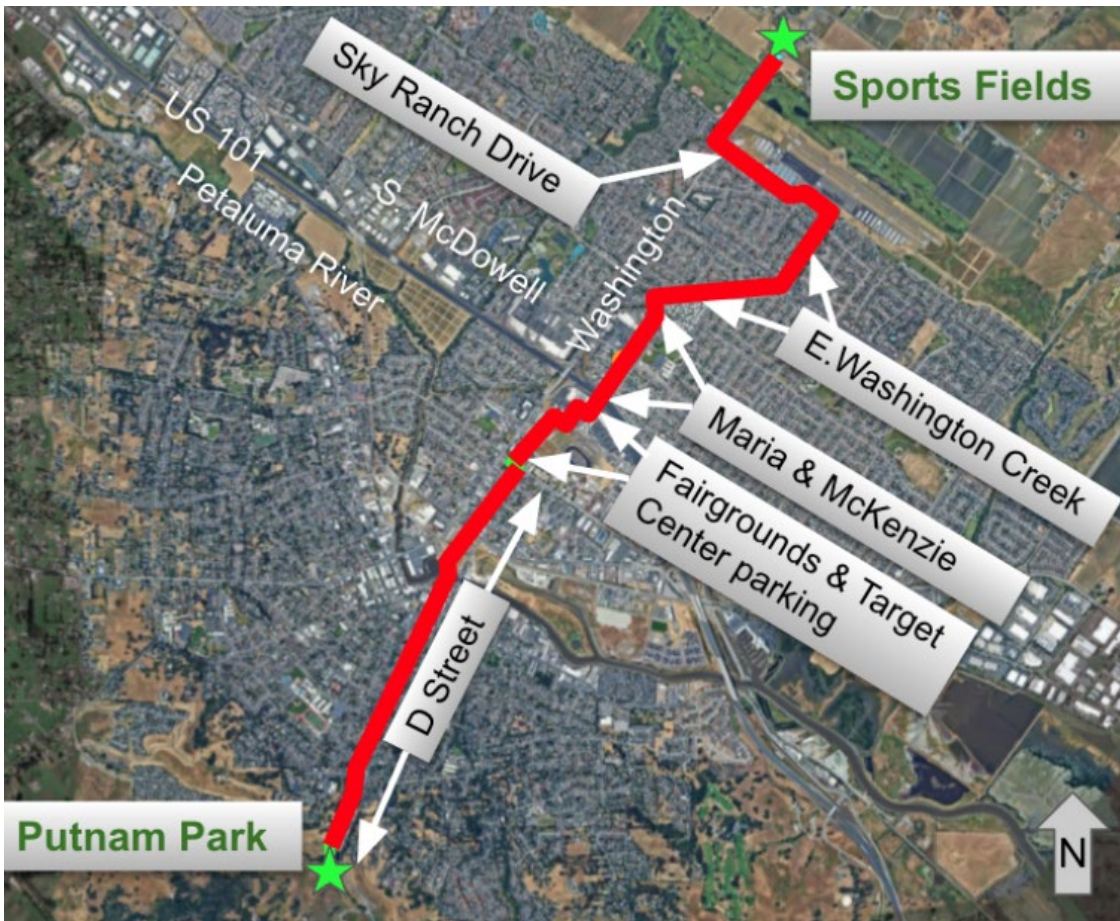 Sports Fields
Sky Ranch Drive
US 101
Petaluma River
S. McDowell
Washington
E. Washington Creek
Maria & McKenzie
Fairgrounds & Target
Center parking
D Street
Putnam Park
N